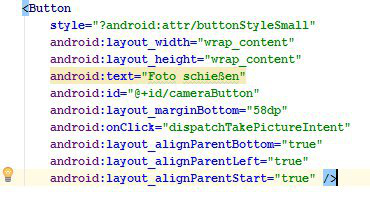 <Button
style="?android:attr/buttonStyleSmall"
android:layout_width="wrap_content"
android:layout_height="wrap_content"
android:text="Foto schießen"
android:id="@+id/cameraButton"
android:layout_marginBottom="58dp"
android:onClick="dispatchTakePictureIntent"
android:layout_alignParentBottom="true"
android:layout_alignParentLeft="true"
android:layout_alignParentStart="true" />